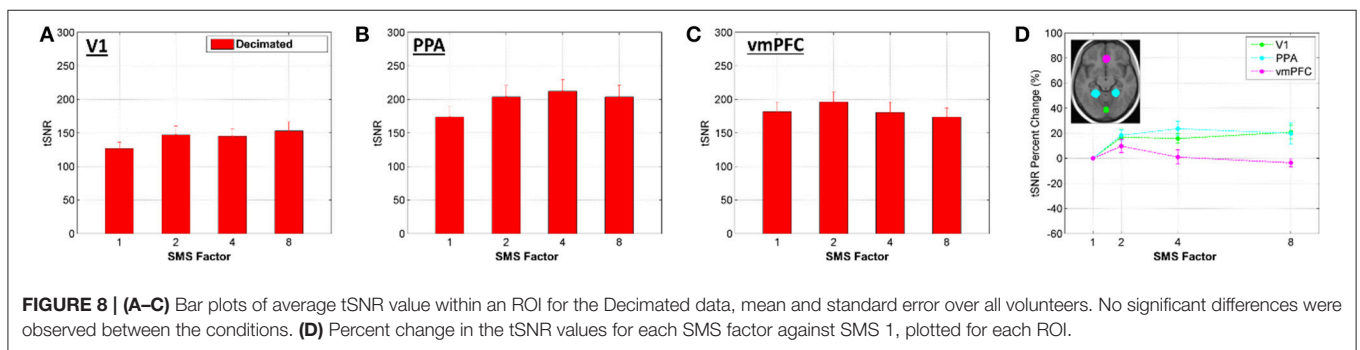 A
V1
Decimated
300
250
200
150
100
50
0
tSNR
1 2 4 8
SMS Factor
B
PPA
300
250
200
150
100
50
0
tSNR
1 2 4 8
SMS Factor
C
vmPFC
300
250
200
150
100
50
0
tSNR
1 2 4 8
SMS Factor
D
V1
PPA
vmPFC
100
80
60
40
20
0
-20
-40
-60
tSNR Percent Change (%)
1 2 4 8
SMS Factor
FIGURE 8 | (A–C) Bar plots of average tSNR value within an ROI for the Decimated data, mean and standard error over all volunteers. No significant differences were
observed between the conditions. (D) Percent change in the tSNR values for each SMS factor against SMS 1, plotted for each ROI.